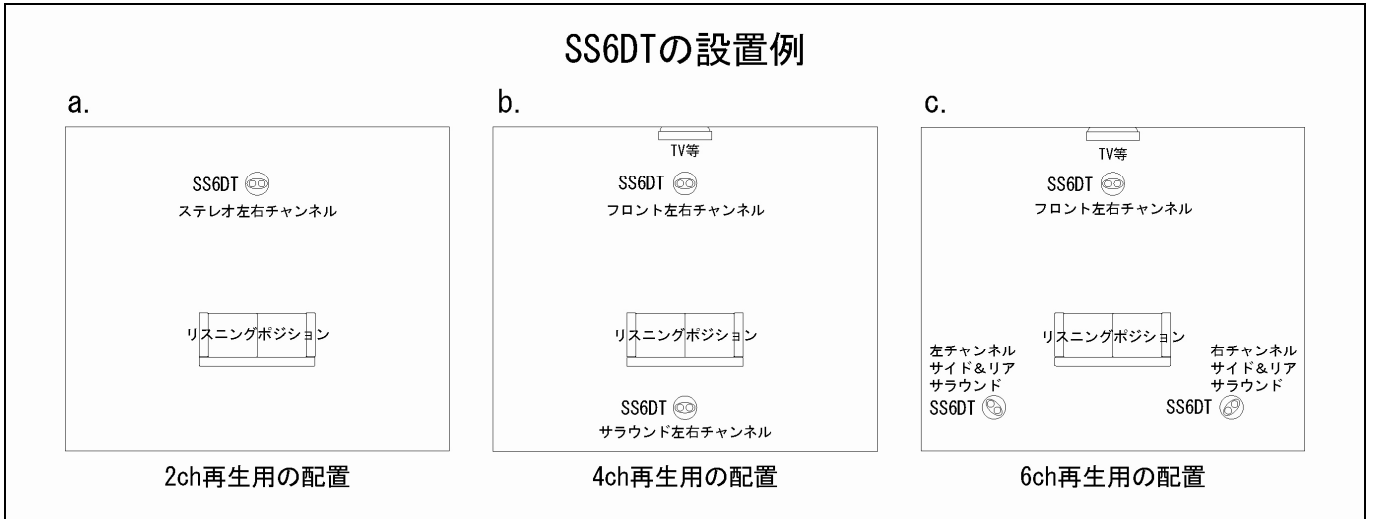 SS6DTの設置例
a.
SS6DT
ステレオ左右チャンネル
リスニングポジション
2ch再生用の配置
b.
TV等
SS6DT
フロント左右チャンネル
リスニングポジション
SS6DT
サラウンド左右チャンネル
4ch再生用の配置
c.
TV等
SS6DT
フロント左右チャンネル
リスニングポジション
左チャンネル
サイド&リア
サラウンド
SS6DT
右チャンネル
サイド&リア
サラウンド
SS6DT
6ch再生用の配置